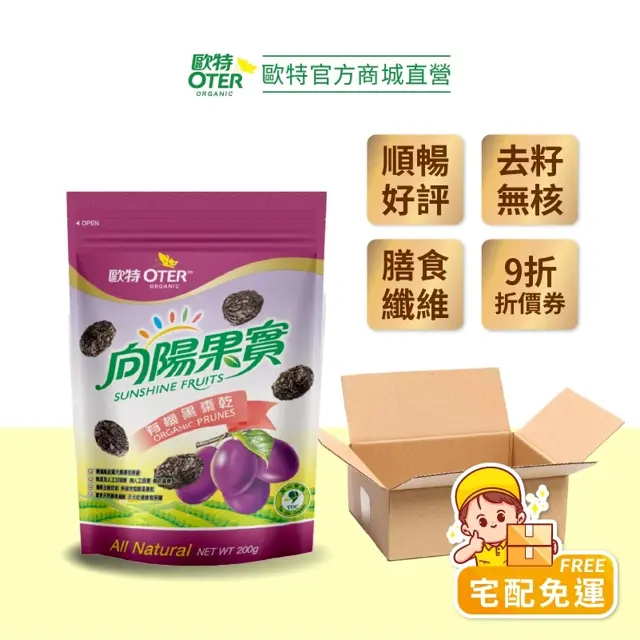 歐特
OTER
ORGANIC
歐特官方商城直營
順暢
好評
去籽
無核
膳食
纖維
9折
折價券
OPEN
歐特 OTER
ORGANIC
向陽果實
SUNSHINE FRUITS
有機黑棗乾
ORGANIC PRUNES
All Natural NET WT 200g
FREE
宅配免運